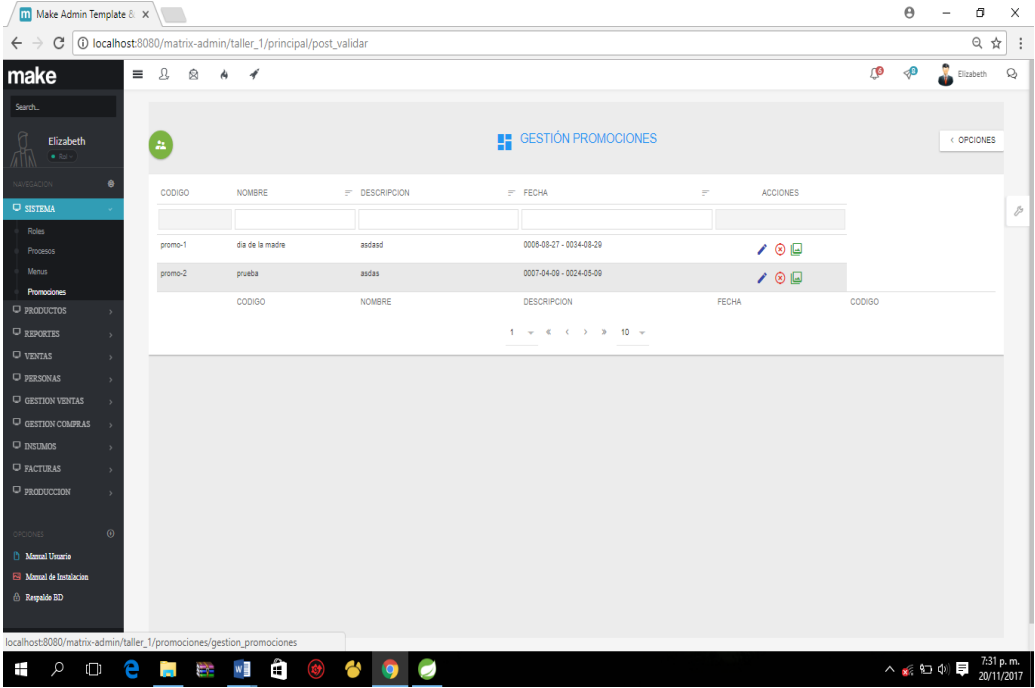 Make Admin Template &
localhost:8080/matrix-admin/taller_1/principal/post_validar
make
6
8
Elizabeth
Search...
Elizabeth
Rol
NAVEGACION
SISTEMA
Roles
Procesos
Menus
Promociones
PRODUCTOS
REPORTES
VENTAS
PERSONAS
GESTION VENTAS
GESTION COMPRAS
INSUMOS
FACTURAS
PRODUCCION
OPCIONES
Manual Usuario
Manual de Instalacion
Respaldo BD
GESTIÓN PROMOCIONES
< OPCIONES
CODIGO NOMBRE DESCRIPCION FECHA ACCIONES
promo-1 dia de la madre asdasd 0006-08-27 - 0034-08-29
promo-2 prueba asdas 0007-04-09 - 0024-05-09
CODIGO NOMBRE DESCRIPCION FECHA CODIGO
1 « ‹ › » 10
localhost:8080/matrix-admin/taller_1/promociones/gestion_promociones
7:31 p. m.
20/11/2017